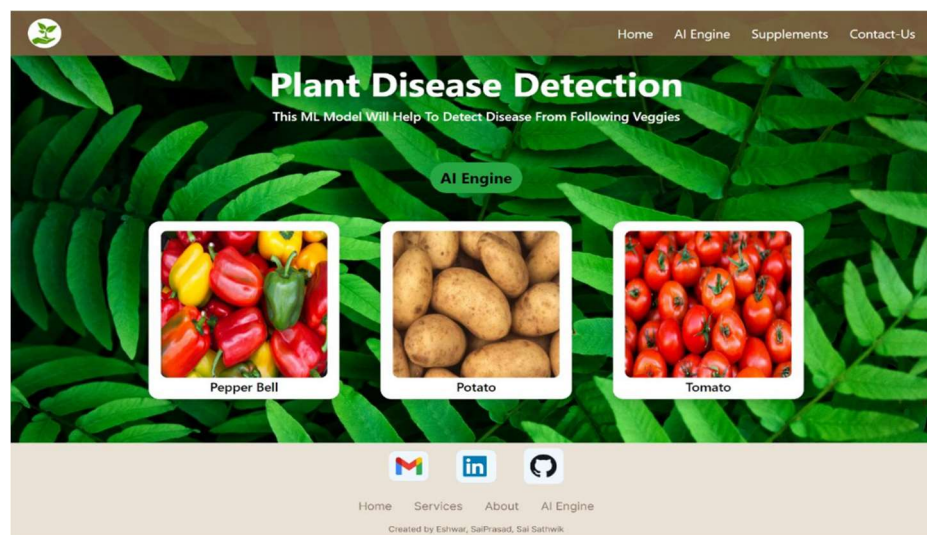 Home AI Engine Supplements Contact-Us
Plant Disease Detection
This ML Model Will Help To Detect Disease From Following Veggies
AI Engine
Pepper Bell Potato Tomato
in
Home Services About AI Engine
Created by Eshwar, SaiPrasad, Sai Sathwik